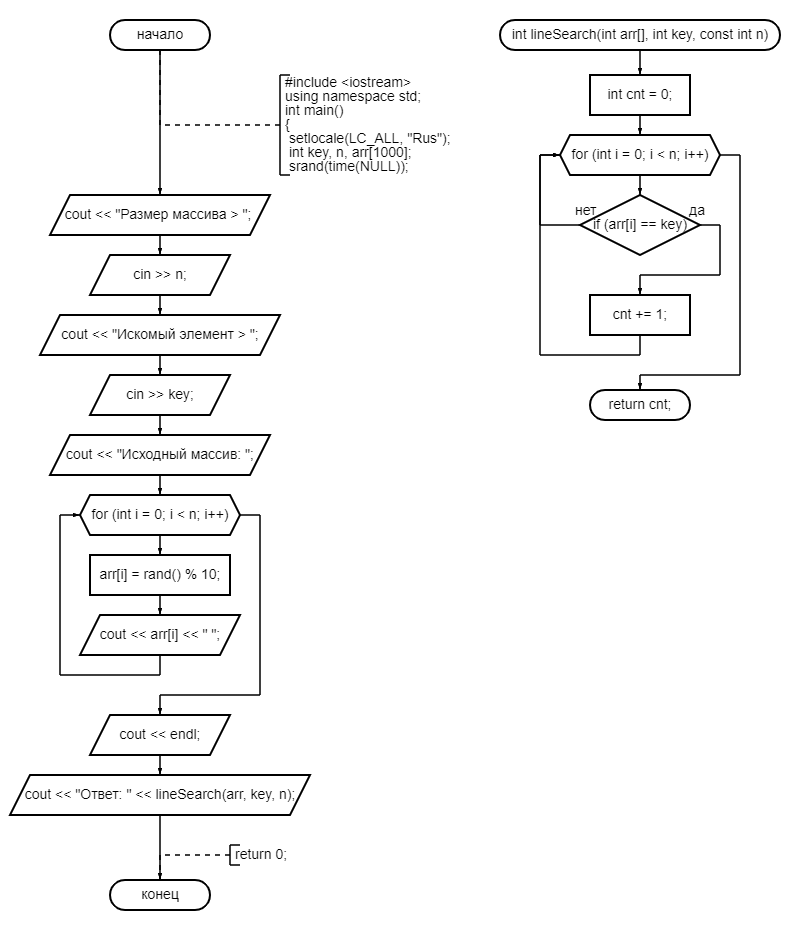 начало
#include <iostream>
using namespace std;
int main()
{
setlocale(LC_ALL, "Rus");
int key, n, arr[1000];
srand(time(NULL));
cout << "Размер массива > ";
cin >> n;
cout << "Искомый элемент > ";
cin >> key;
cout << "Исходный массив: ";
for (int i = 0; i < n; i++)
arr[i] = rand() % 10;
cout << arr[i] << " ";
cout << endl;
cout << "Ответ: " << lineSearch(arr, key, n);
return 0;
конец
int lineSearch(int arr[], int key, const int n)
int cnt = 0;
for (int i = 0; i < n; i++)
нет
да
if (arr[i] == key)
cnt += 1;
return cnt;